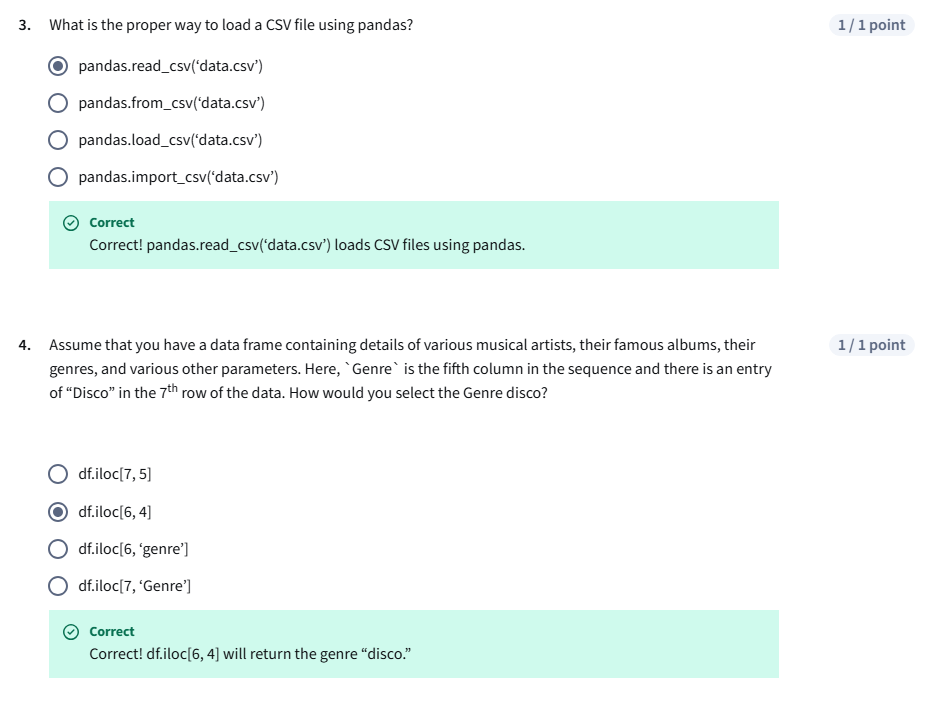 3. What is the proper way to load a CSV file using pandas?
1 / 1 point
pandas.read_csv(‘data.csv’)
pandas.from_csv(‘data.csv’)
pandas.load_csv(‘data.csv’)
pandas.import_csv(‘data.csv’)
Correct
Correct! pandas.read_csv(‘data.csv’) loads CSV files using pandas.
4. Assume that you have a data frame containing details of various musical artists, their famous albums, their
1 / 1 point
genres, and various other parameters. Here, `Genre` is the fifth column in the sequence and there is an entry
of “Disco” in the 7th row of the data. How would you select the Genre disco?
df.iloc[7, 5]
df.iloc[6, 4]
df.iloc[6, ‘genre’]
df.iloc[7, ‘Genre’]
Correct
Correct! df.iloc[6, 4] will return the genre “disco.”